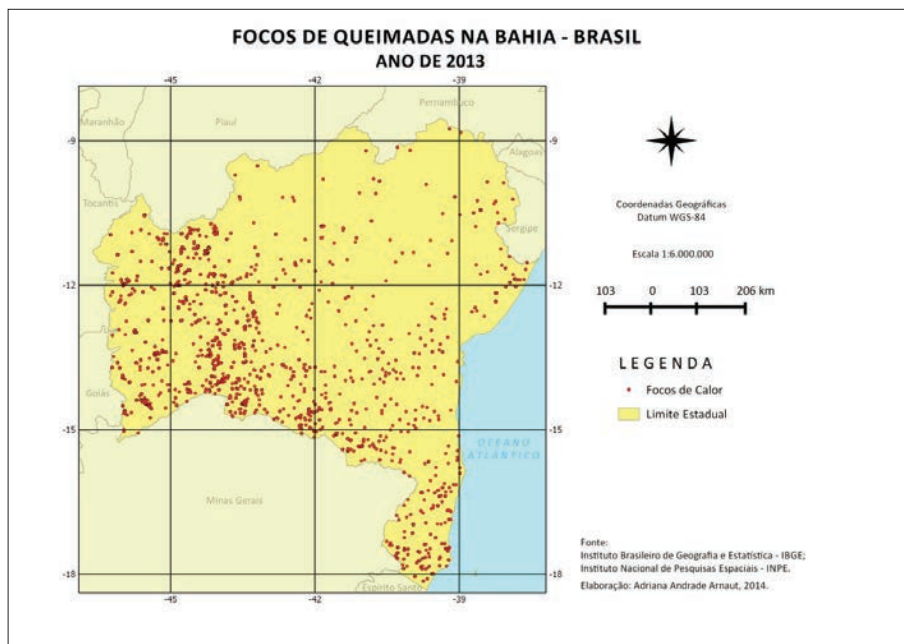 FOCOS DE QUEIMADAS NA BAHIA - BRASIL
ANO DE 2013
-45 -42 -39
Pernambuco
Maranhão Piauí
-9 -9
Alagoas
Tocantis
Sergipe
-12 -12
Goiás
-15 -15
OCEANO
ATLÂNTICO
Minas Gerais
-18 -18
Espírito Santo
-45 -42 -39
Coordenadas Geográficas
Datum WGS-84
Escala 1:6.000.000
103 0 103 206 km
LEGENDA
Focos de Calor
Limite Estadual
Fonte:
Instituto Brasileiro de Geografia e Estatística - IBGE;
Instituto Nacional de Pesquisas Espaciais - INPE.
Elaboração: Adriana Andrade Arnaut, 2014.